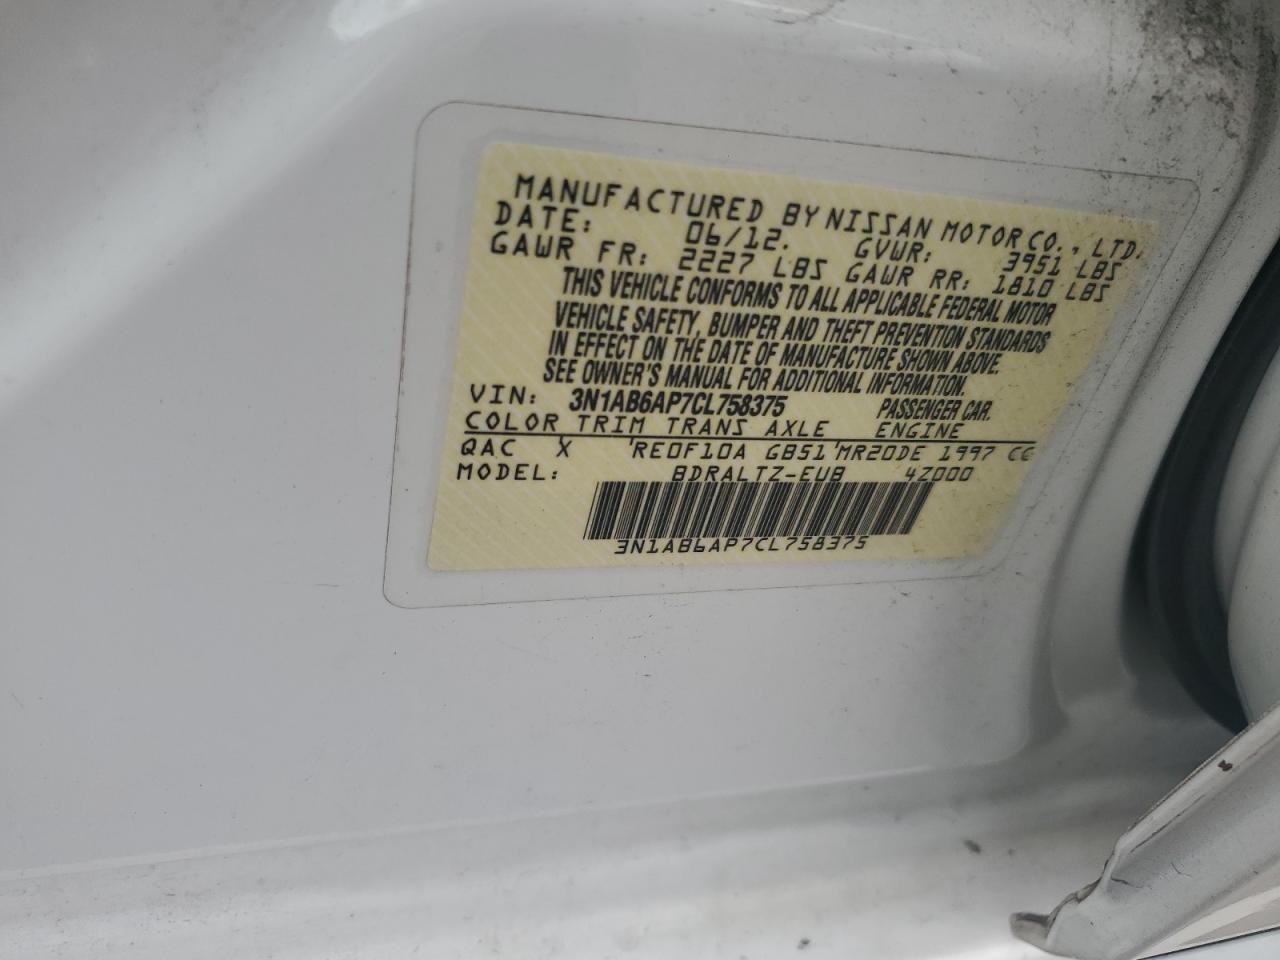 MANUFACTURED BY NISSAN MOTOR CO., LTD.
DATE: 06/12. GVWR: 3951 LBS
GAWR FR: 2227 LBS GAWR RR: 1810 LBS
THIS VEHICLE CONFORMS TO ALL APPLICABLE FEDERAL MOTOR
VEHICLE SAFETY, BUMPER AND THEFT PREVENTION STANDARDS
IN EFFECT ON THE DATE OF MANUFACTURE SHOWN ABOVE.
SEE OWNER'S MANUAL FOR ADDITIONAL INFORMATION.
VIN: 3N1AB6AP7CL758375 PASSENGER CAR.
COLOR TRIM TRANS AXLE ENGINE
QAC X 'RE0F10A GB51'MR20DE 1997 CC
MODEL: BDRALTZ-EUB 4Z000
3N1AB6AP7CL758375